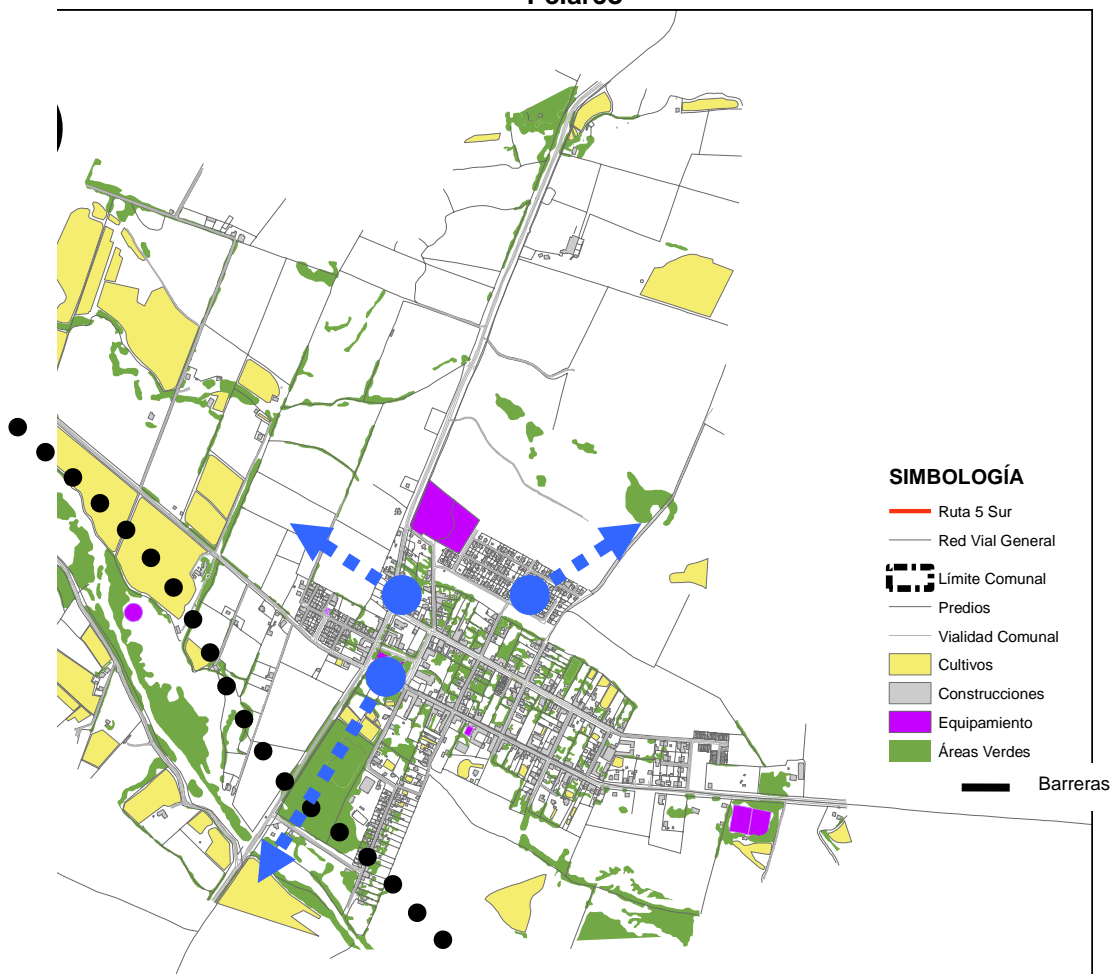 SIMBOLOGÍA
Ruta 5 Sur
Red Vial General
Límite Comunal
Predios
Vialidad Comunal
Cultivos
Construcciones
Equipamiento
Áreas Verdes
Barreras